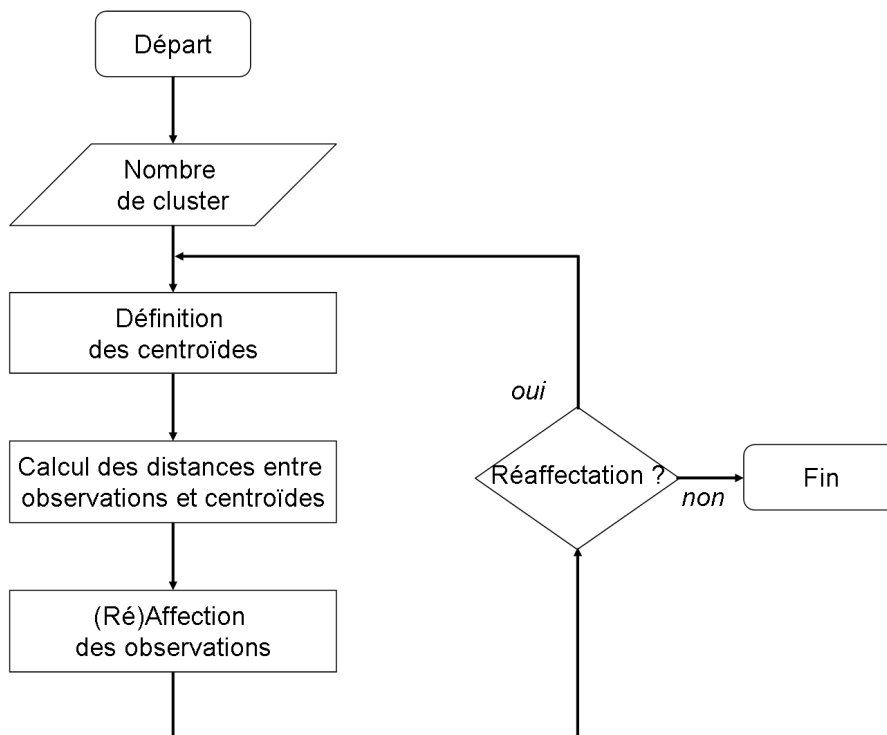 Départ
Nombre
de cluster
Définition
des centroïdes
Calcul des distances entre
observations et centroïdes
(Ré)Affection
des observations
oui
Réaffectation ?
non
Fin